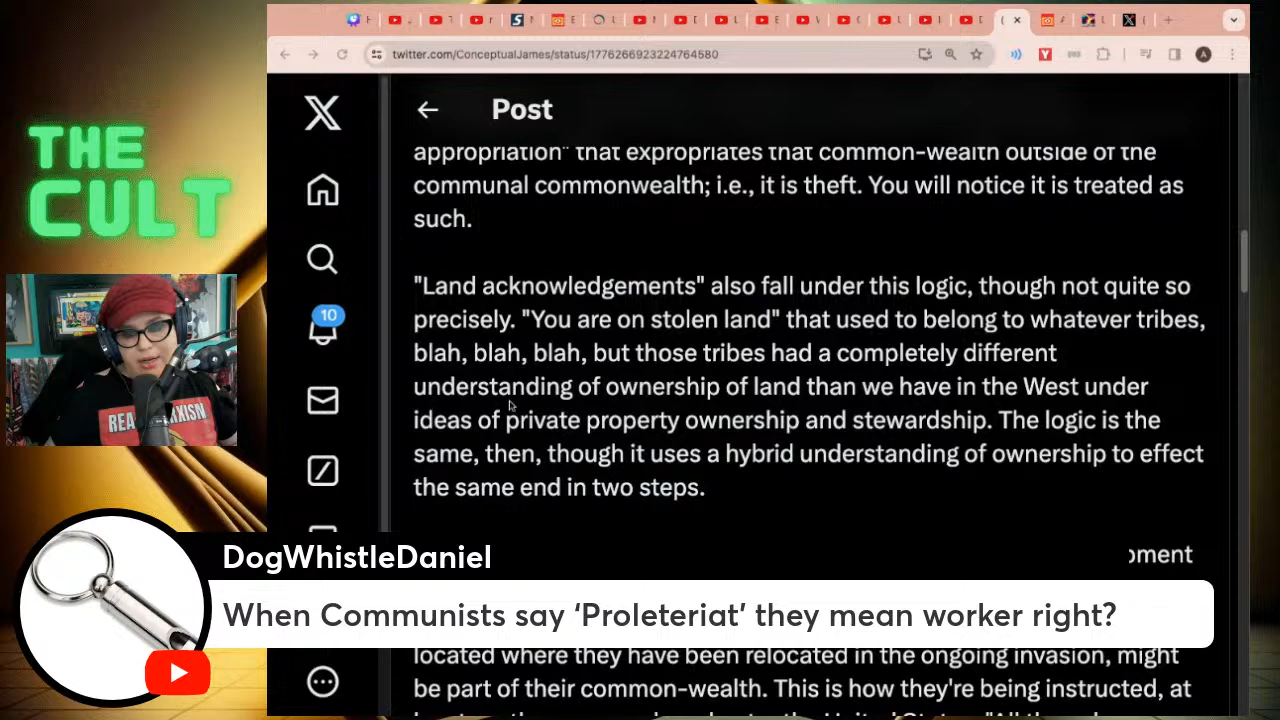 twitter.com/ConceptualJames/status/1776266923224764580
THE
CULT
Post
appropriation" that expropriates that common-wealth outside of the
communal commonwealth; i.e., it is theft. You will notice it is treated as
such.
"Land acknowledgements" also fall under this logic, though not quite so
precisely. "You are on stolen land" that used to belong to whatever tribes,
blah, blah, blah, but those tribes had a completely different
understanding of ownership of land than we have in the West under
ideas of private property ownership and stewardship. The logic is the
same, then, though it uses a hybrid understanding of ownership to effect
the same end in two steps.
10
DogWhistleDaniel
When Communists say ‘Proleteriat’ they mean worker right?
located where they have been relocated in the ongoing invasion, might
be part of their common-wealth. This is how they're being instructed, at